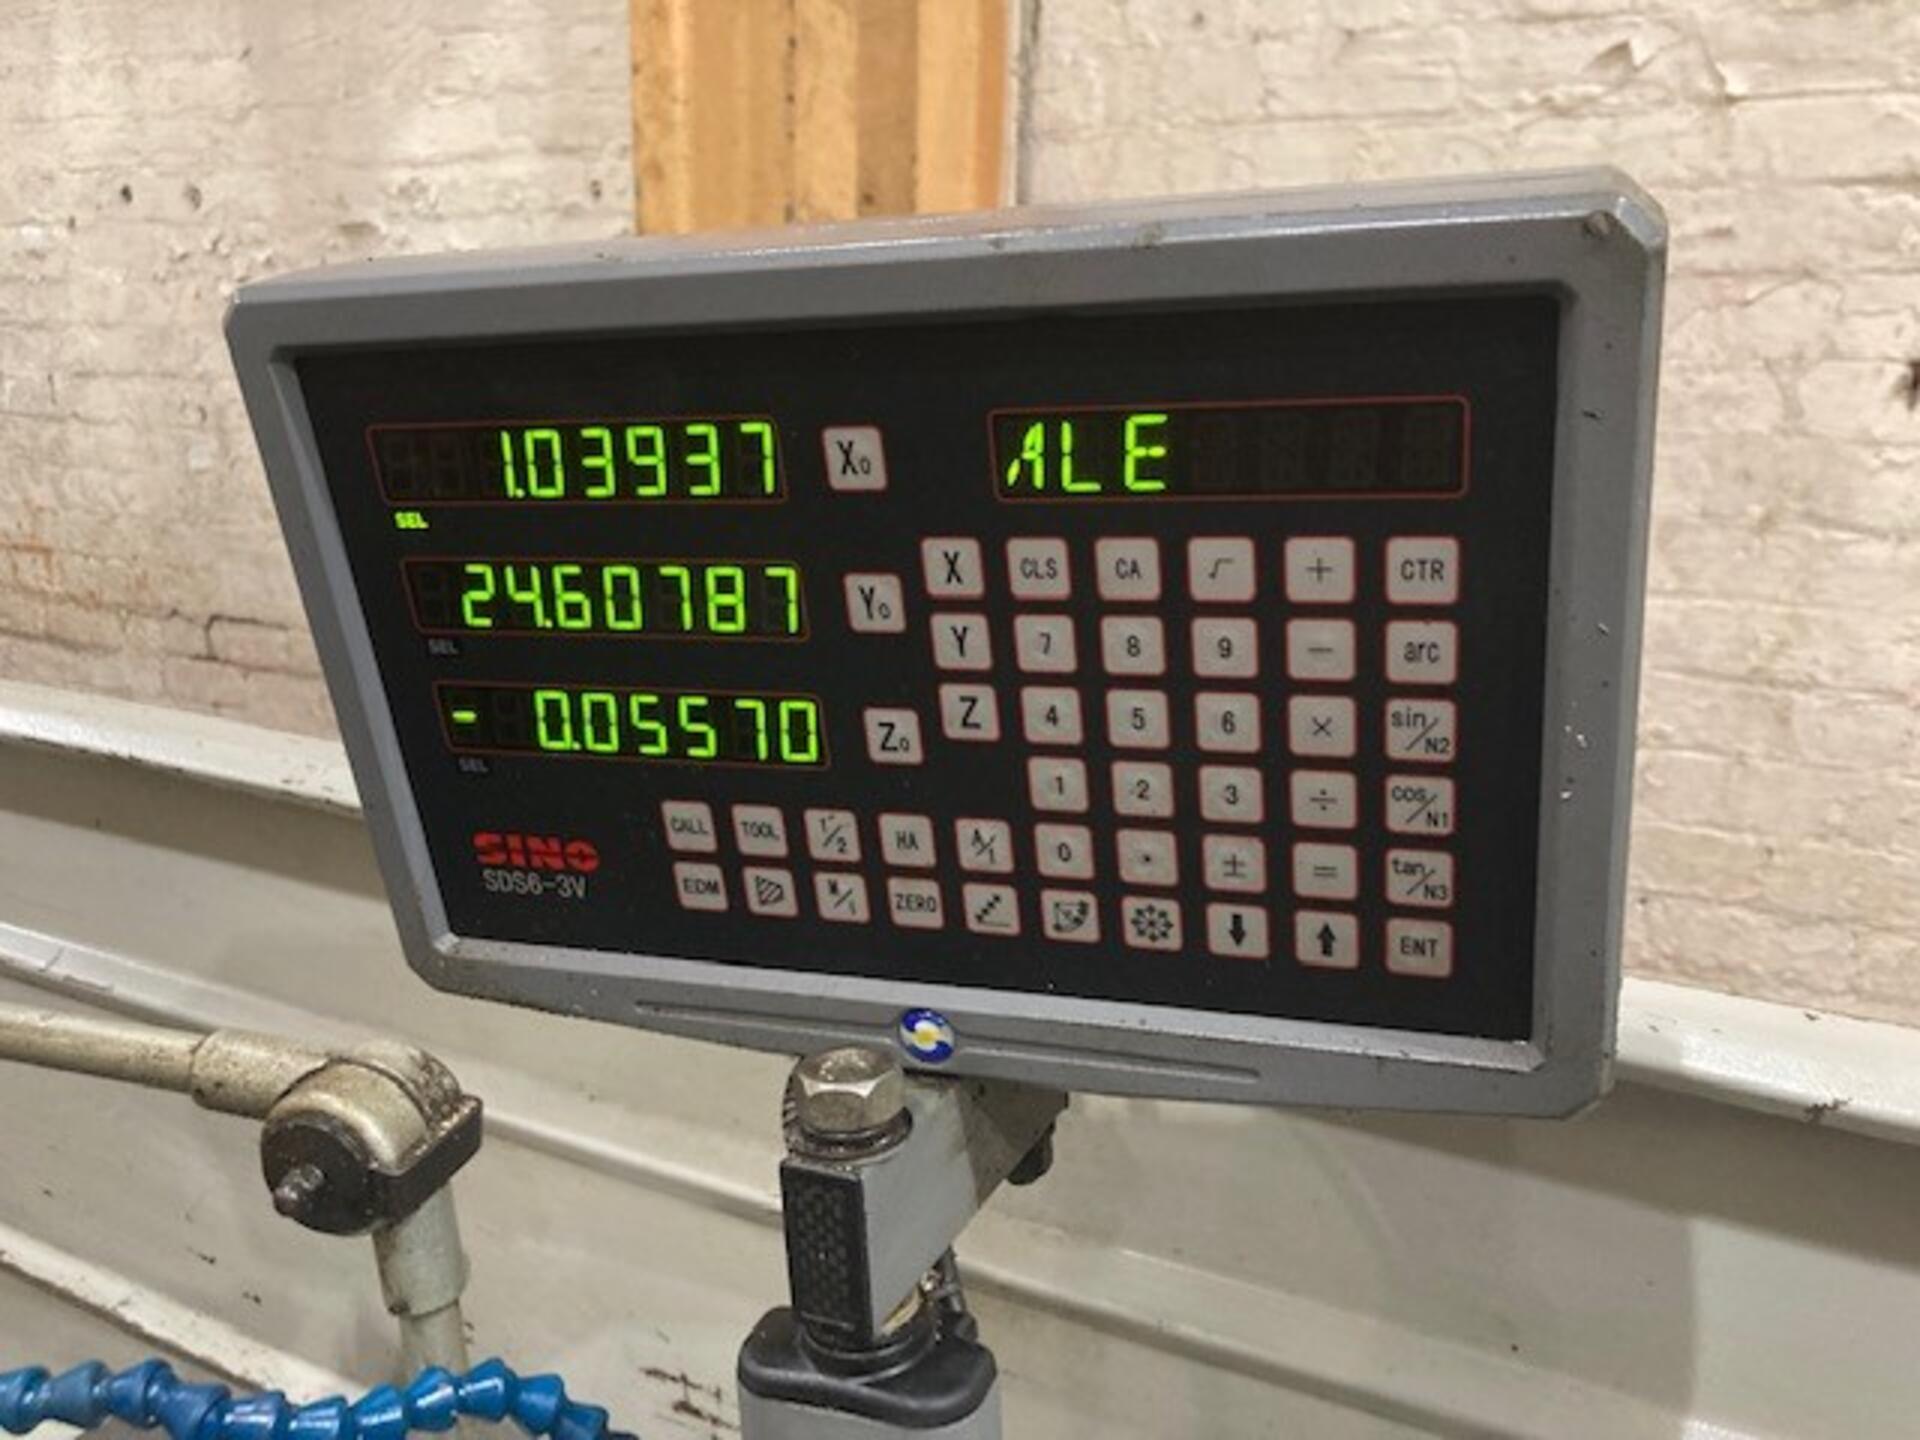 1.03937
X0
ALE
SEL
24.60787
Y0
SEL
- 0.05570
Z0
SEL
X CLS CA √ + CTR
Y 7 8 9 - arc
Z 4 5 6 × sin/N2
1 2 3 ÷ cos/N1
CALL TOOL 1/2 HA A/I 0 . ± = tan/N3
EDM M/I ZERO ENT
SINO
SDS6-3V